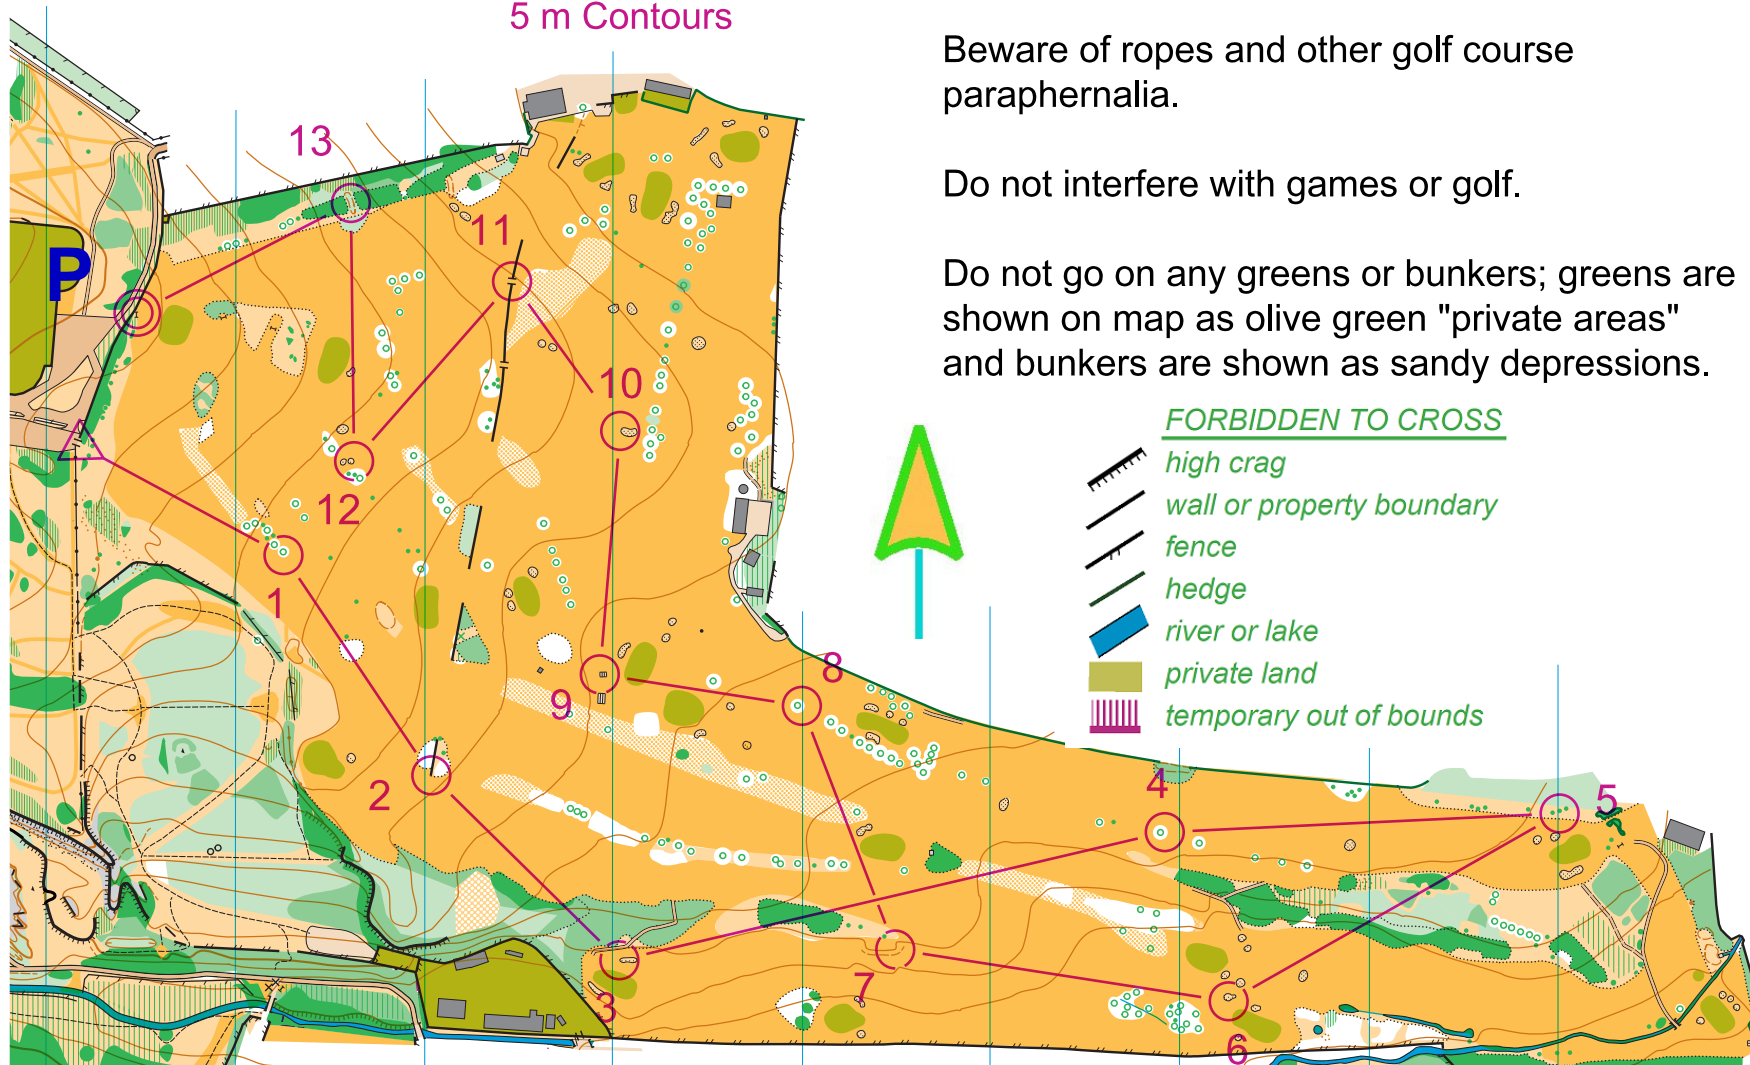 5 m Contours
Beware of ropes and other golf course
paraphernalia.
Do not interfere with games or golf.
Do not go on any greens or bunkers; greens are
shown on map as olive green "private areas"
and bunkers are shown as sandy depressions.
FORBIDDEN TO CROSS
high crag
wall or property boundary
fence
hedge
river or lake
private land
temporary out of bounds
13
11
P
10
12
1
8
9
4
2
5
7
3
6